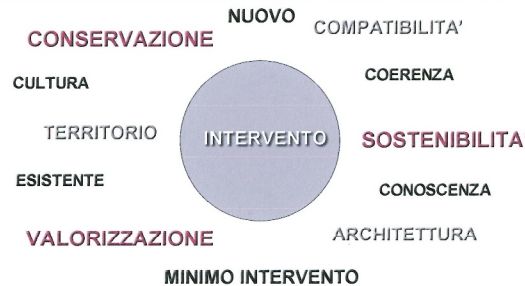 NUOVO
COMPATIBILITA'
CONSERVAZIONE
CULTURA
COERENZA
TERRITORIO
INTERVENTO
SOSTENIBILITA
ESISTENTE
CONOSCENZA
VALORIZZAZIONE
ARCHITETTURA
MINIMO INTERVENTO